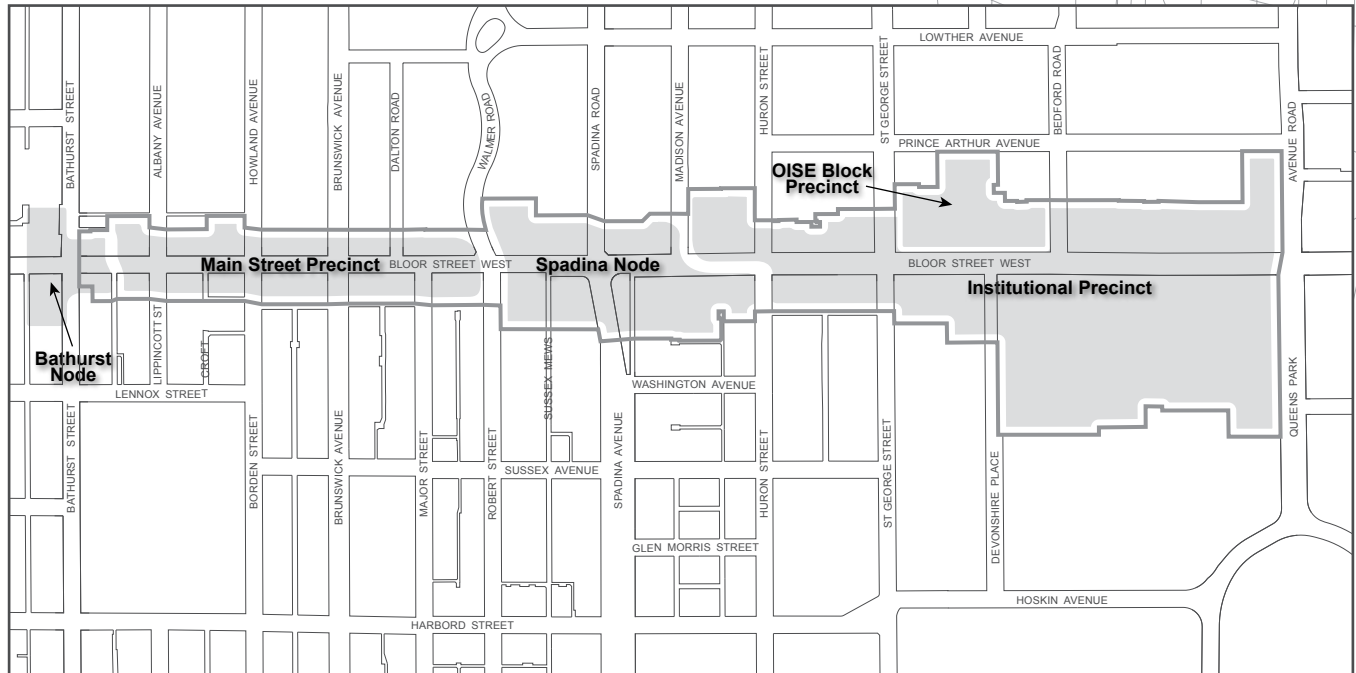 LOWTHER AVENUE
BATHURST STREET
ALBANY AVENUE
HOWLAND AVENUE
BRUNSWICK AVENUE
DALTON ROAD
WALMER ROAD
SPADINA ROAD
MADISON AVENUE
HURON STREET
ST GEORGE STREET
BEDFORD ROAD
AVENUE ROAD
PRINCE ARTHUR AVENUE
OISE Block
Precinct
Main Street Precinct
BLOOR STREET WEST
Spadina Node
BLOOR STREET WEST
Institutional Precinct
Bathurst
Node
LIPPINCOTT ST
CROFT
LENNOX STREET
SUSSEX MEWS
WASHINGTON AVENUE
QUEENS PARK
BATHURST STREET
BORDEN STREET
BRUNSWICK AVENUE
MAJOR STREET
ROBERT STREET
SUSSEX AVENUE
SPADINA AVENUE
HURON STREET
ST GEORGE STREET
DEVONSHIRE PLACE
GLEN MORRIS STREET
HOSKIN AVENUE
HARBORD STREET